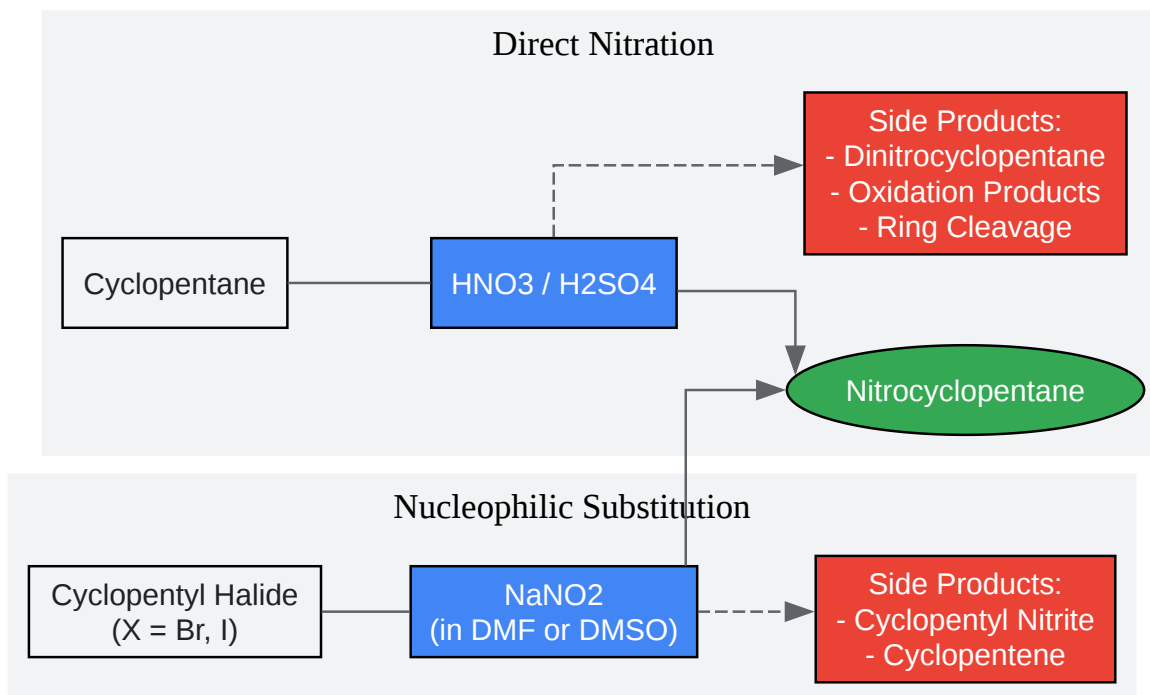 Direct Nitration
Side Products:
- Dinitrocyclopentane
- Oxidation Products
- Ring Cleavage
Cyclopentane
HNO3 / H2SO4
Nitrocyclopentane
Nucleophilic Substitution
Cyclopentyl Halide
(X = Br, I)
NaNO2
(in DMF or DMSO)
Side Products:
- Cyclopentyl Nitrite
- Cyclopentene